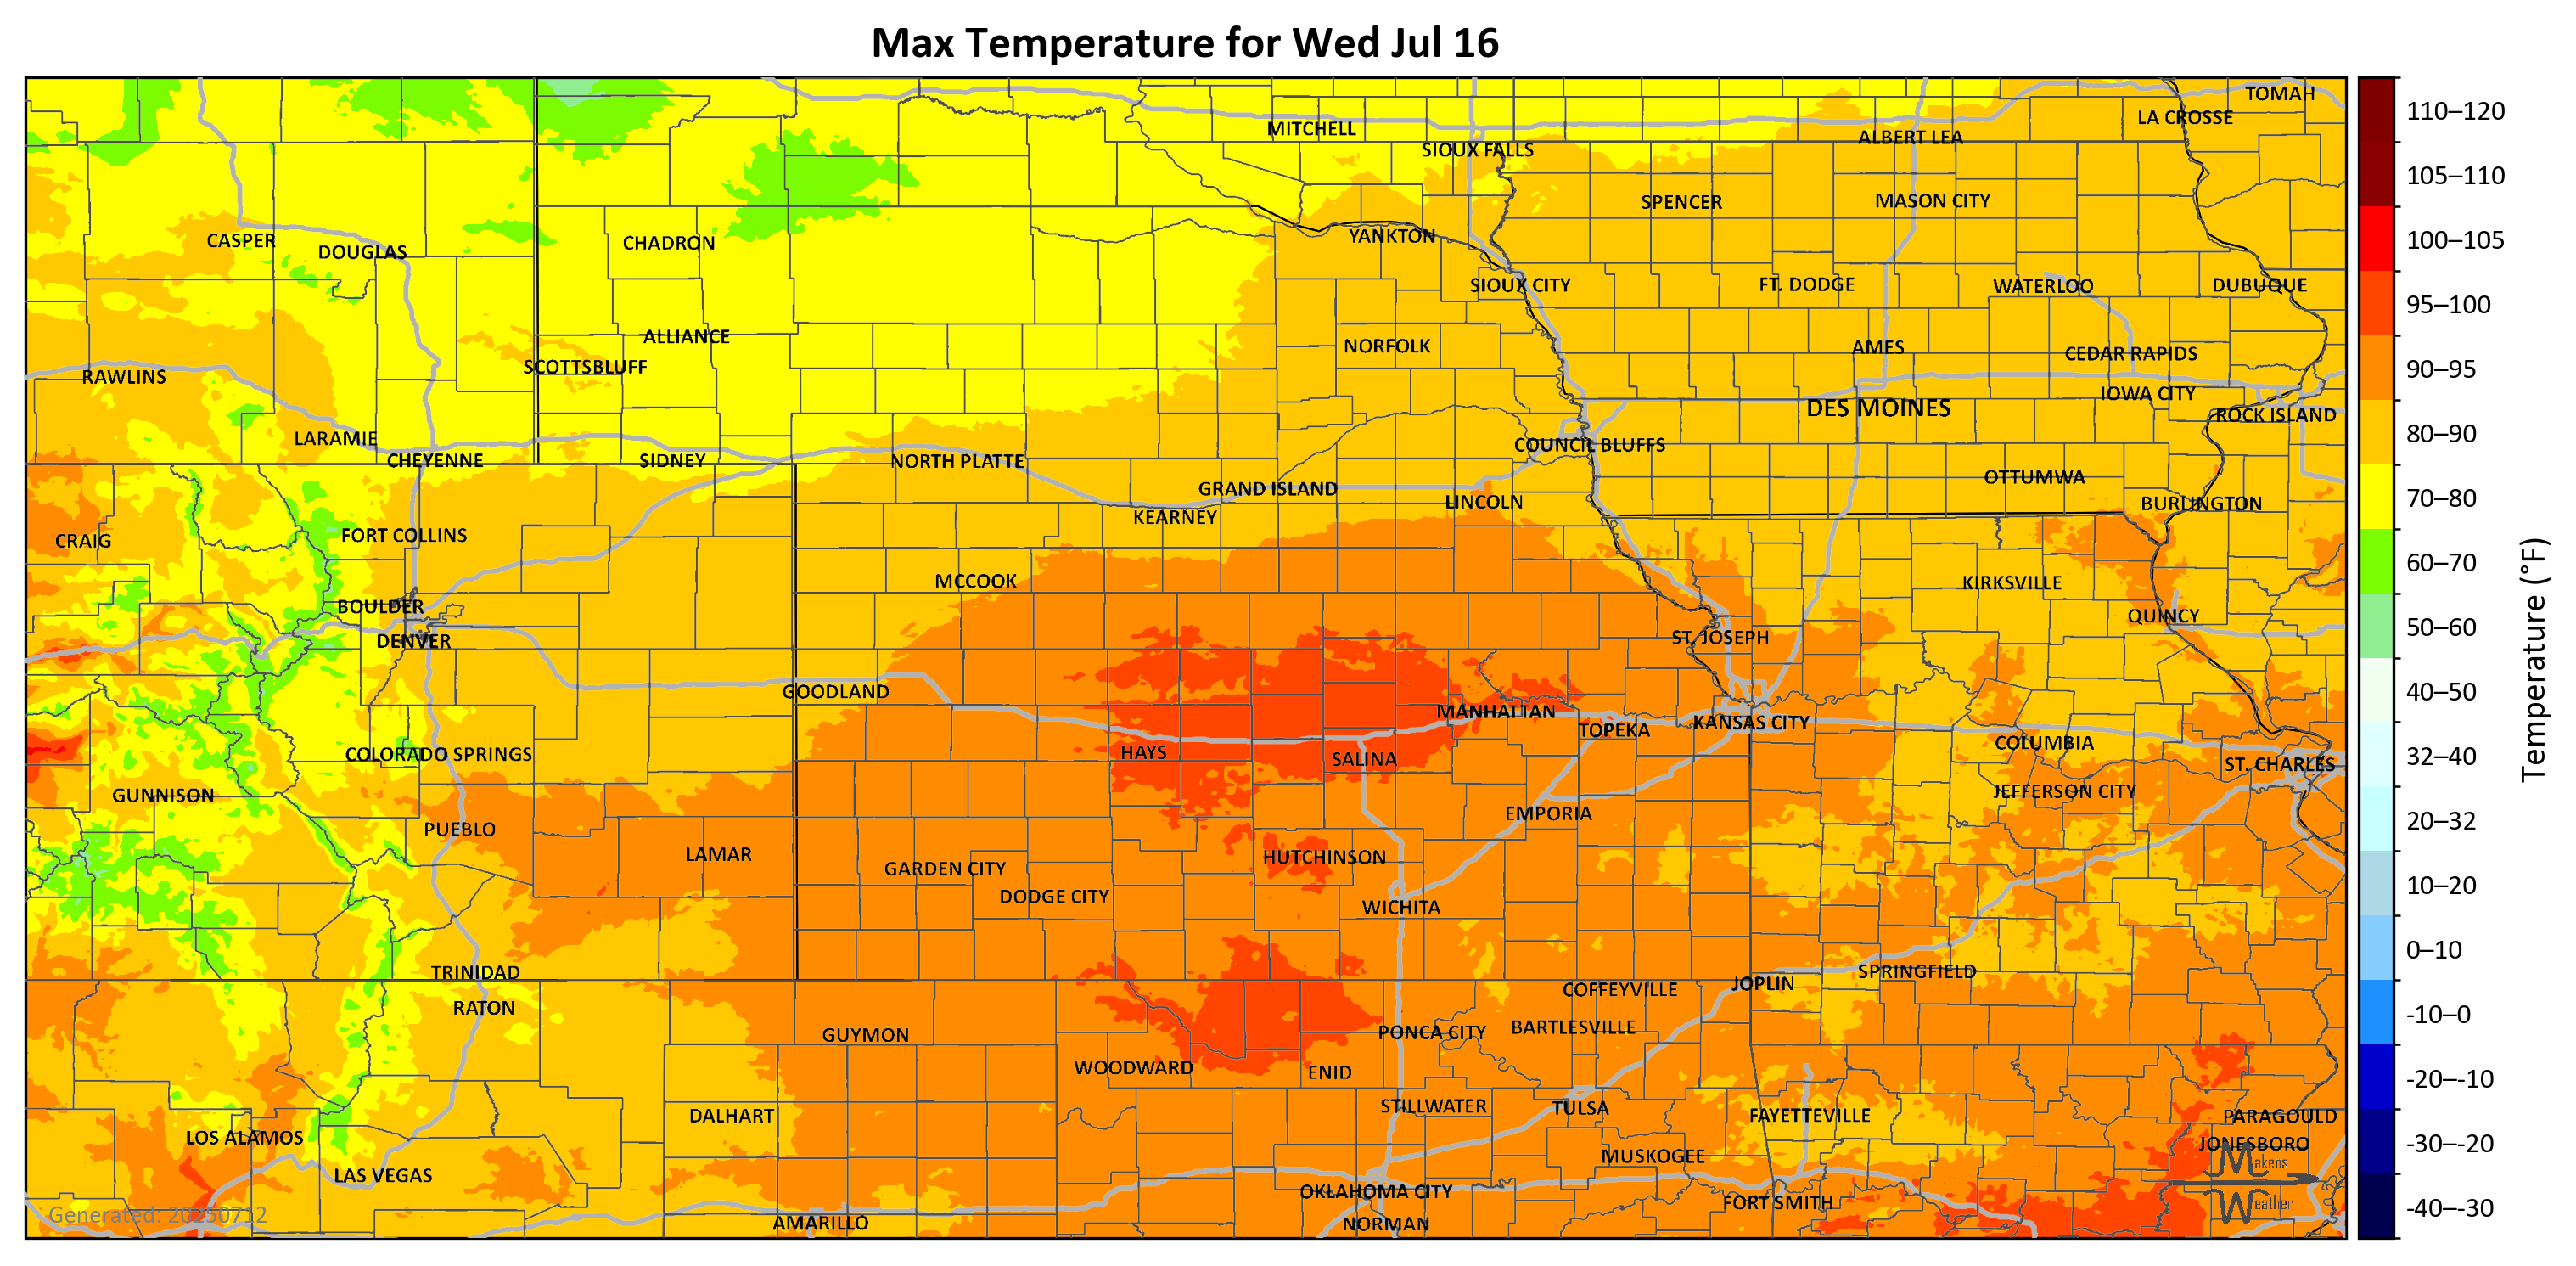 Max Temperature for Wed Jul 16
TOMAH
LA CROSSE
MITCHELL
ALBERT LEA
SIOUX FALLS
SPENCER
MASON CITY
YANKTON
CASPER
DOUGLAS
CHADRON
SIOUX CITY
FT. DODGE
WATERLOO
DUBUQUE
ALLIANCE
NORFOLK
AMES
CEDAR RAPIDS
SCOTTSBLUFF
RAWLINS
IOWA CITY
DES MOINES
ROCK ISLAND
LARAMIE
COUNCIL BLUFFS
CHEYENNE
SIDNEY
NORTH PLATTE
OTTUMWA
GRAND ISLAND
LINCOLN
BURLINGTON
KEARNEY
CRAIG
FORT COLLINS
MCCOOK
KIRKSVILLE
BOULDER
QUINCY
DENVER
ST. JOSEPH
GOODLAND
MANHATTAN
KANSAS CITY
TOPEKA
COLUMBIA
COLORADO SPRINGS
HAYS
SALINA
ST. CHARLES
GUNNISON
JEFFERSON CITY
EMPORIA
PUEBLO
LAMAR
HUTCHINSON
GARDEN CITY
DODGE CITY
WICHITA
TRINIDAD
SPRINGFIELD
JOPLIN
COFFEYVILLE
RATON
GUYMON
PONCA CITY
BARTLESVILLE
WOODWARD
ENID
STILLWATER
TULSA
DALHART
FAYETTEVILLE
PARAGOULD
LOS ALAMOS
JONESBORO
MUSKOGEE
LAS VEGAS
OKLAHOMA CITY
FORT SMITH
AMARILLO
NORMAN
Generated: 20250712
Makens
Weather
110–120
105–110
100–105
95–100
90–95
80–90
70–80
60–70
50–60
40–50
32–40
20–32
10–20
0–10
-10–0
-20–-10
-30–-20
-40–-30
Temperature (°F)